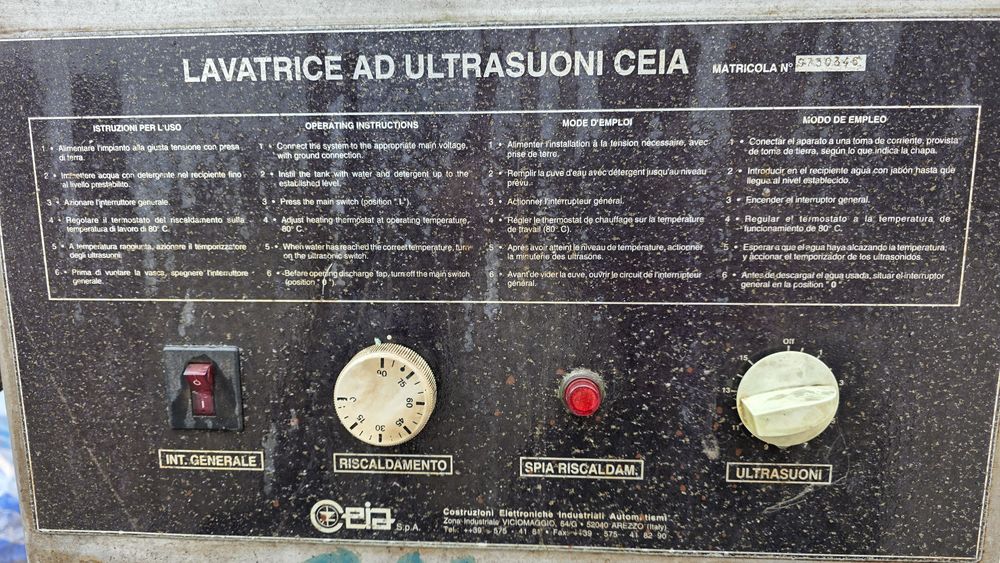 LAVATRICE AD ULTRASUONI CEIA
MATRICOLA N°
ISTRUZIONI PER L'USO
1 • Alimentare l'impianto alla giusta tensione con presa
di terra.
2 • Immettere acqua con detergente nel recipiente fino
al livello prestabilito.
3 • Azionare l'interruttore generale.
4 • Regolare il termostato del riscaldamento sulla
temperatura di lavoro di 80° C.
5 • A temperatura raggiunta, azionare il temporizzatore
degli ultrasuoni.
6 • Prima di vuotare la vasca, spegnere l'interruttore
generale.
OPERATING INSTRUCTIONS
1 • Connect the system to the appropriate main voltage,
with ground connection.
2 • Instil the tank with water and detergent up to the
established level.
3 • Press the main switch (position "I").
4 • Adjust heating thermostat at operating temperature,
80° C.
5 • When water has reached the correct temperature, turn
on the ultrasonic switch.
6 • Before opening discharge tap, turn off the main switch
(position "0").
MODE D'EMPLOI
1 • Alimenter l'installation à la tension nécessaire, avec
prise de terre.
2 • Remplir la cuve d'eau avec détergent jusqu'au niveau
prévu.
3 • Actionner l'interrupteur général.
4 • Régler le thermostat de chauffage sur la température
de travail (80° C).
5 • Après avoir atteint le niveau de température, actionner
la minuterie des ultrasons.
6 • Avant de vider la cuve, ouvrir le circuit de l'interrupteur
général.
MODO DE EMPLEO
1 • Conectar el aparato a una toma de corriente, provista
de toma de tierra, según lo que indica la chapa.
2 • Introducir en el recipiente agua con jabón hasta que
llegue al nivel establecido.
3 • Encender el interruptor general.
4 • Regular el termostato a la temperatura de
funcionamiento de 80° C.
5 • Esperar a que el agua haya alcanzado la temperatura,
y accionar el temporizador de los ultrasonidos.
6 • Antes de descargar el agua usada, situar el interruptor
general en la position "0"
90 75 60 45 30 15 C
Off
15
13
3
INT. GENERALE
RISCALDAMENTO
SPIA RISCALDAM.
ULTRASUONI
Ceia S.p.A.
Costruzioni Elettroniche Industriali Automatismi
Zona Industriale VICIOMAGGIO, 54/G • 52040 AREZZO (Italy)
Tel.: ++39 - 575 - 41 81 • Fax: ++39 - 575 - 41 82 90